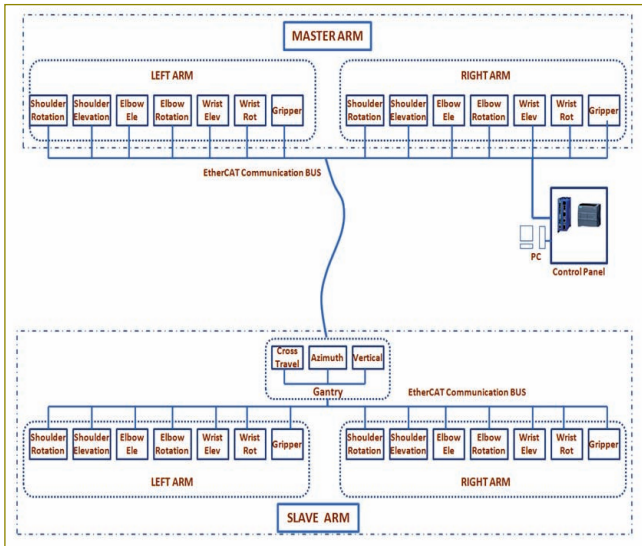 MASTER ARM
LEFT ARM
RIGHT ARM
Shoulder
Rotation
Shoulder
Elevation
Elbow
Ele
Elbow
Rotation
Wrist
Elev
Wrist
Rot
Gripper
Shoulder
Rotation
Shoulder
Elevation
Elbow
Ele
Elbow
Rotation
Wrist
Elev
Wrist
Rot
Gripper
EtherCAT Communication BUS
PC
Control Panel
Cross
Travel
Azimuth
Vertical
Gantry
EtherCAT Communication BUS
Shoulder
Rotation
Shoulder
Elevation
Elbow
Ele
Elbow
Rotation
Wrist
Elev
Wrist
Rot
Gripper
Shoulder
Rotation
Shoulder
Elevation
Elbow
Ele
Elbow
Rotation
Wrist
Elev
Wrist
Rot
Gripper
LEFT ARM
RIGHT ARM
SLAVE ARM